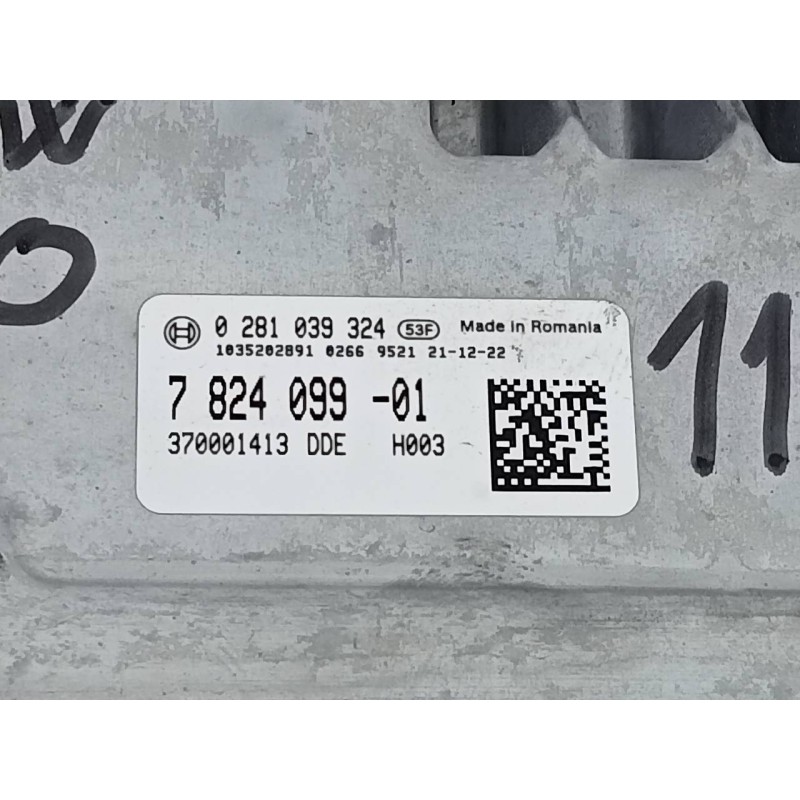 0
11
0 281 039 324 53F Made in Romania
1035202891 0266 9521 21-12-22
7 824 099 -01
370001413 DDE H003